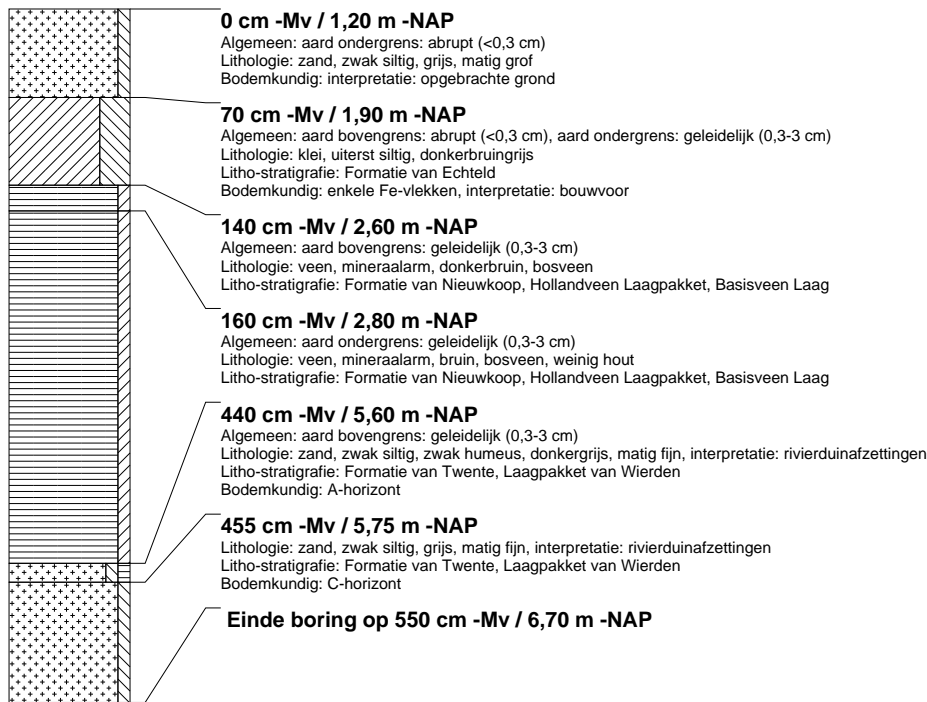 0 cm -Mv / 1,20 m -NAP
Algemeen: aard ondergrens: abrupt (<0,3 cm)
Lithologie: zand, zwak siltig, grijs, matig grof
Bodemkundig: interpretatie: opgebrachte grond
70 cm -Mv / 1,90 m -NAP
Algemeen: aard bovengrens: abrupt (<0,3 cm), aard ondergrens: geleidelijk (0,3-3 cm)
Lithologie: klei, uiterst siltig, donkerbruingrijs
Litho-stratigrafie: Formatie van Echteld
Bodemkundig: enkele Fe-vlekken, interpretatie: bouwvoor
140 cm -Mv / 2,60 m -NAP
Algemeen: aard bovengrens: geleidelijk (0,3-3 cm)
Lithologie: veen, mineraalarm, donkerbruin, bosveen
Litho-stratigrafie: Formatie van Nieuwkoop, Hollandveen Laagpakket, Basisveen Laag
160 cm -Mv / 2,80 m -NAP
Algemeen: aard ondergrens: geleidelijk (0,3-3 cm)
Lithologie: veen, mineraalarm, bruin, bosveen, weinig hout
Litho-stratigrafie: Formatie van Nieuwkoop, Hollandveen Laagpakket, Basisveen Laag
440 cm -Mv / 5,60 m -NAP
Algemeen: aard bovengrens: geleidelijk (0,3-3 cm)
Lithologie: zand, zwak siltig, zwak humeus, donkergrijs, matig fijn, interpretatie: rivierduinafzettingen
Litho-stratigrafie: Formatie van Twente, Laagpakket van Wierden
Bodemkundig: A-horizont
455 cm -Mv / 5,75 m -NAP
Lithologie: zand, zwak siltig, grijs, matig fijn, interpretatie: rivierduinafzettingen
Litho-stratigrafie: Formatie van Twente, Laagpakket van Wierden
Bodemkundig: C-horizont
Einde boring op 550 cm -Mv / 6,70 m -NAP